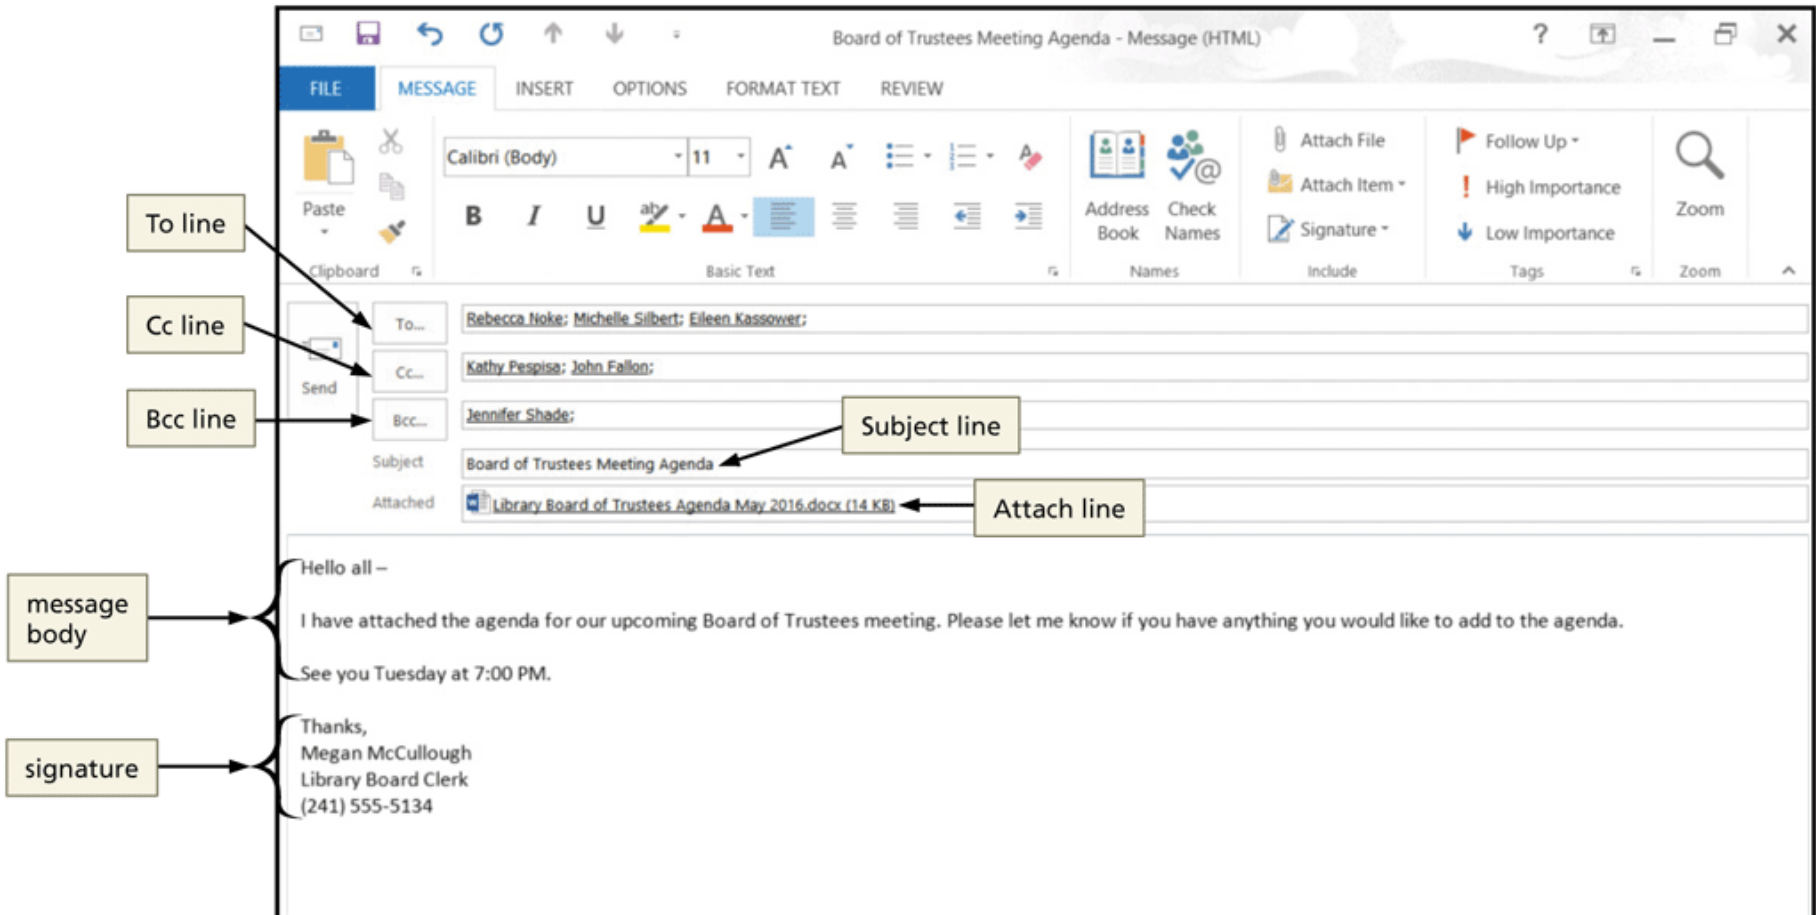 Board of Trustees Meeting Agenda - Message (HTML)
?
FILE MESSAGE INSERT OPTIONS FORMAT TEXT REVIEW
Calibri (Body) 11 A A
Attach File
Follow Up
Attach Item
High Importance
Paste
B I U aby A
Address Book
Check Names
Signature
Low Importance
Zoom
Clipboard Basic Text Names Include Tags Zoom
To line
Cc line
Bcc line
Send
To... Rebecca Noke; Michelle Silbert; Eileen Kassower;
Cc... Kathy Pespisa; John Fallon;
Bcc... Jennifer Shade;
Subject Board of Trustees Meeting Agenda
Subject line
Attached Library Board of Trustees Agenda May 2016.docx (14 KB)
Attach line
message
body
Hello all –
I have attached the agenda for our upcoming Board of Trustees meeting. Please let me know if you have anything you would like to add to the agenda.
See you Tuesday at 7:00 PM.
signature
Thanks,
Megan McCullough
Library Board Clerk
(241) 555-5134